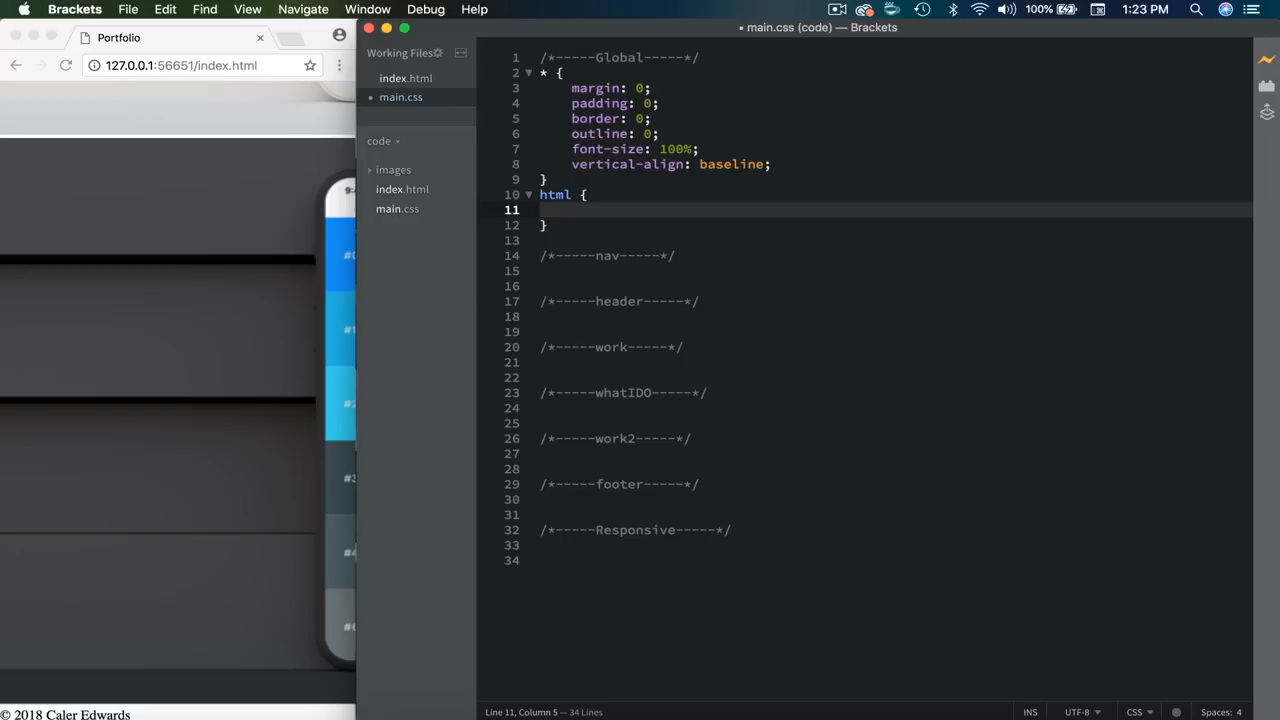 Brackets File Edit Find View Navigate Window Debug Help 100% 1:23 PM
Portfolio
127.0.0.1:56651/index.html
main.css (code) — Brackets
Working Files
index.html
main.css
code
images
index.html
main.css
1 /*-----Global-----*/
2 * {
3 margin: 0;
4 padding: 0;
5 border: 0;
6 outline: 0;
7 font-size: 100%;
8 vertical-align: baseline;
9 }
10 html {
11
12 }
13
14 /*-----nav-----*/
15
16
17 /*-----header-----*/
18
19
20 /*-----work-----*/
21
22
23 /*-----whatIDO-----*/
24
25
26 /*-----work2-----*/
27
28
29 /*-----footer-----*/
30
31
32 /*-----Responsive-----*/
33
34
© 2018 Caler Edwards
Line 11, Column 5 — 34 Lines
INS UTF-8 CSS Spaces: 4